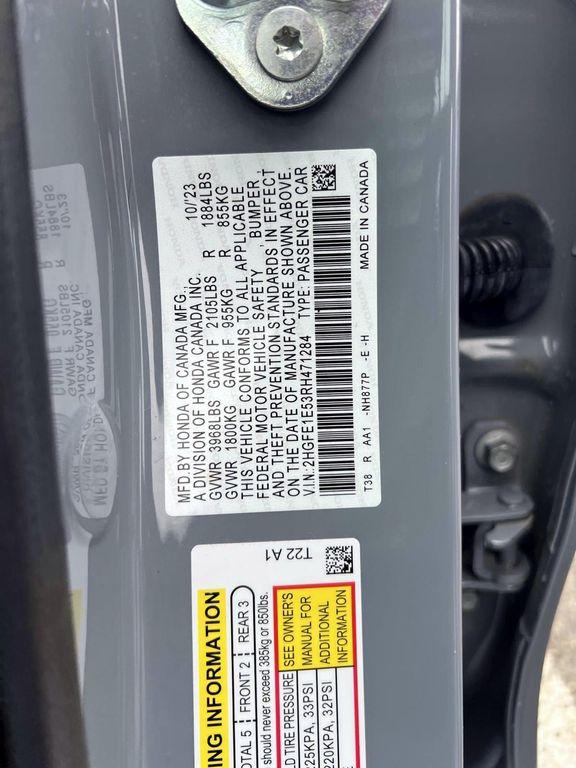 MFD.BY HONDA OF CANADA MFG., 10/'23
A DIVISION OF HONDA CANADA INC.
GVWR 3968LBS GAWR F 2105LBS R 1884LBS
GVWR 1800KG GAWR F 955KG R 855KG
THIS VEHICLE CONFORMS TO ALL APPLICABLE
FEDERAL MOTOR VEHICLE SAFETY , BUMPER
AND THEFT PREVENTION STANDARDS IN EFFECT
ON THE DATE OF MANUFACTURE SHOWN ABOVE.
V.I.N.:2HGFE1E53RH471284 TYPE: PASSENGER CAR
T38 R AA1 -NH877P -E -H MADE IN CANADA
T22 A1
NG INFORMATION
OTAL 5 FRONT 2 REAR 3
should never exceed 385kg or 850lbs.
D TIRE PRESSURE SEE OWNER'S
25KPA, 33PSI MANUAL FOR
220KPA, 32PSI ADDITIONAL
INFORMATION